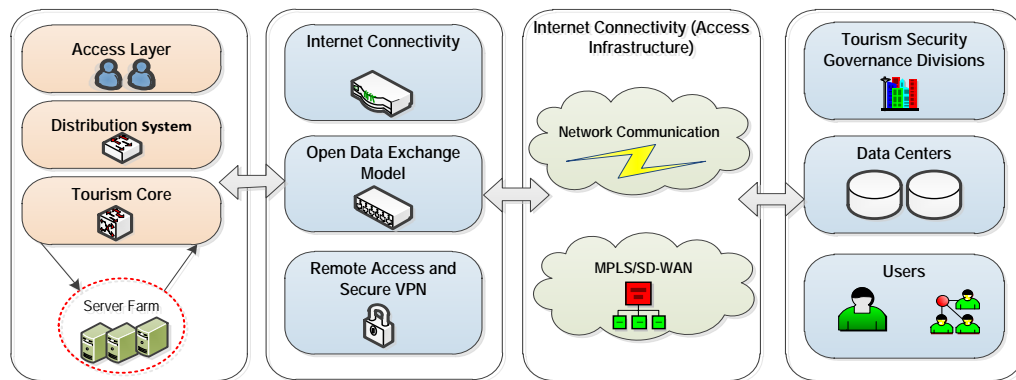 Access Layer
Distribution System
Tourism Core
Server Farm
Internet Connectivity
Open Data Exchange
Model
Remote Access and
Secure VPN
Internet Connectivity (Access
Infrastructure)
Network Communication
MPLS/SD-WAN
Tourism Security
Governance Divisions
Data Centers
Users